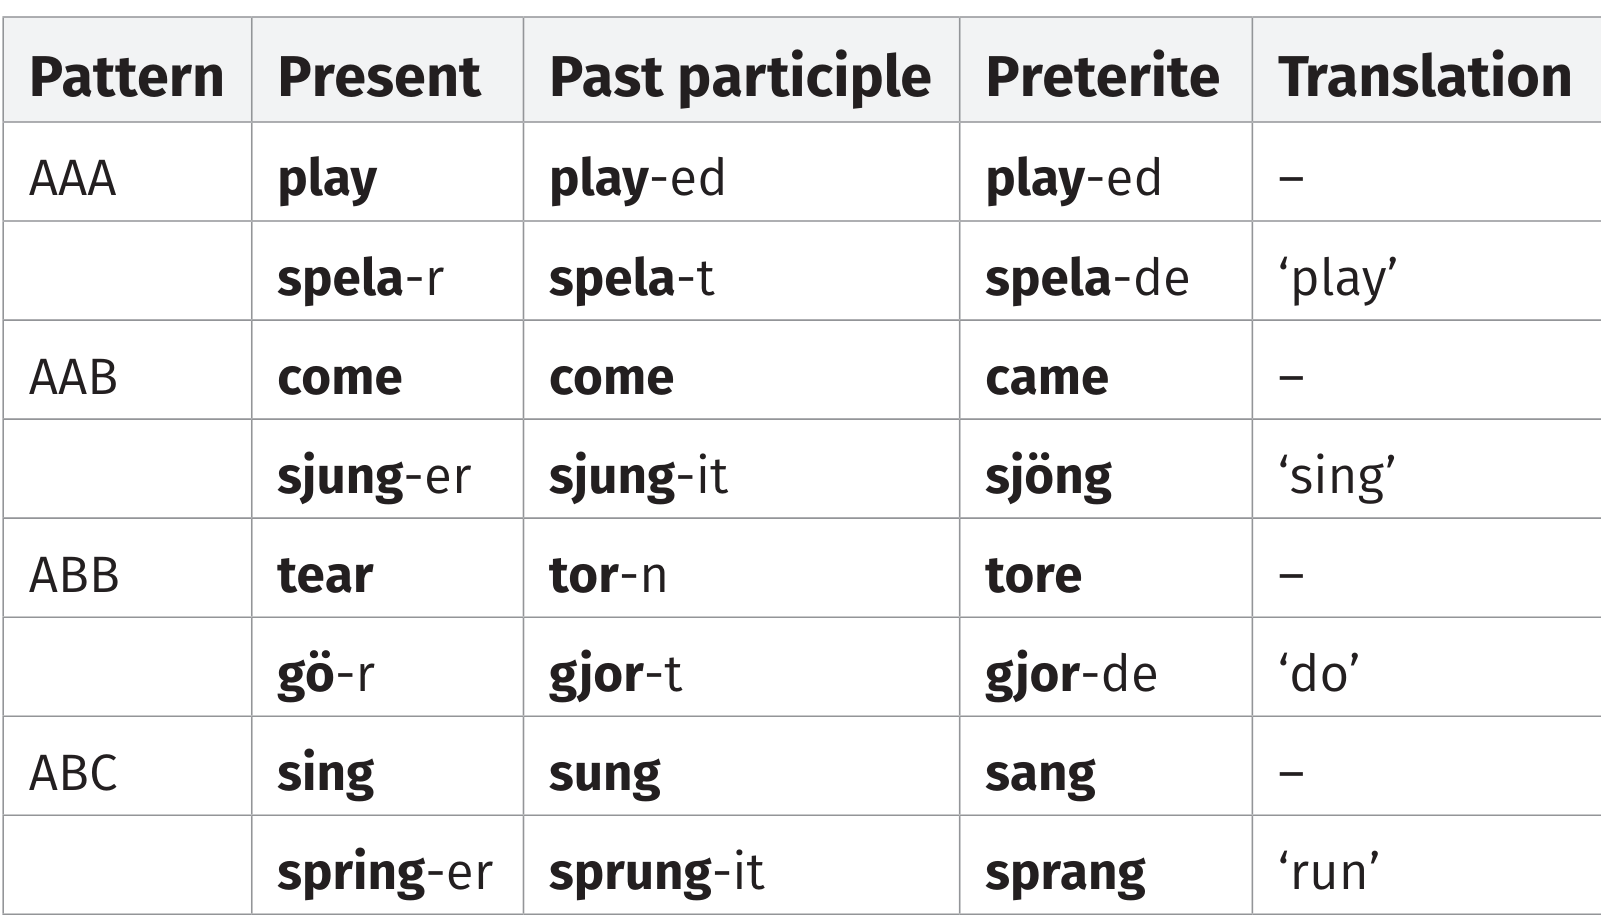 Pattern Present Past participle Preterite Translation
AAA play play-ed play-ed –
spela-r spela-t spela-de ‘play’
AAB come come came –
sjung-er sjung-it sjöng ‘sing’
ABB tear tor-n tore –
gö-r gjor-t gjor-de ‘do’
ABC sing sung sang –
spring-er sprung-it sprang ‘run’